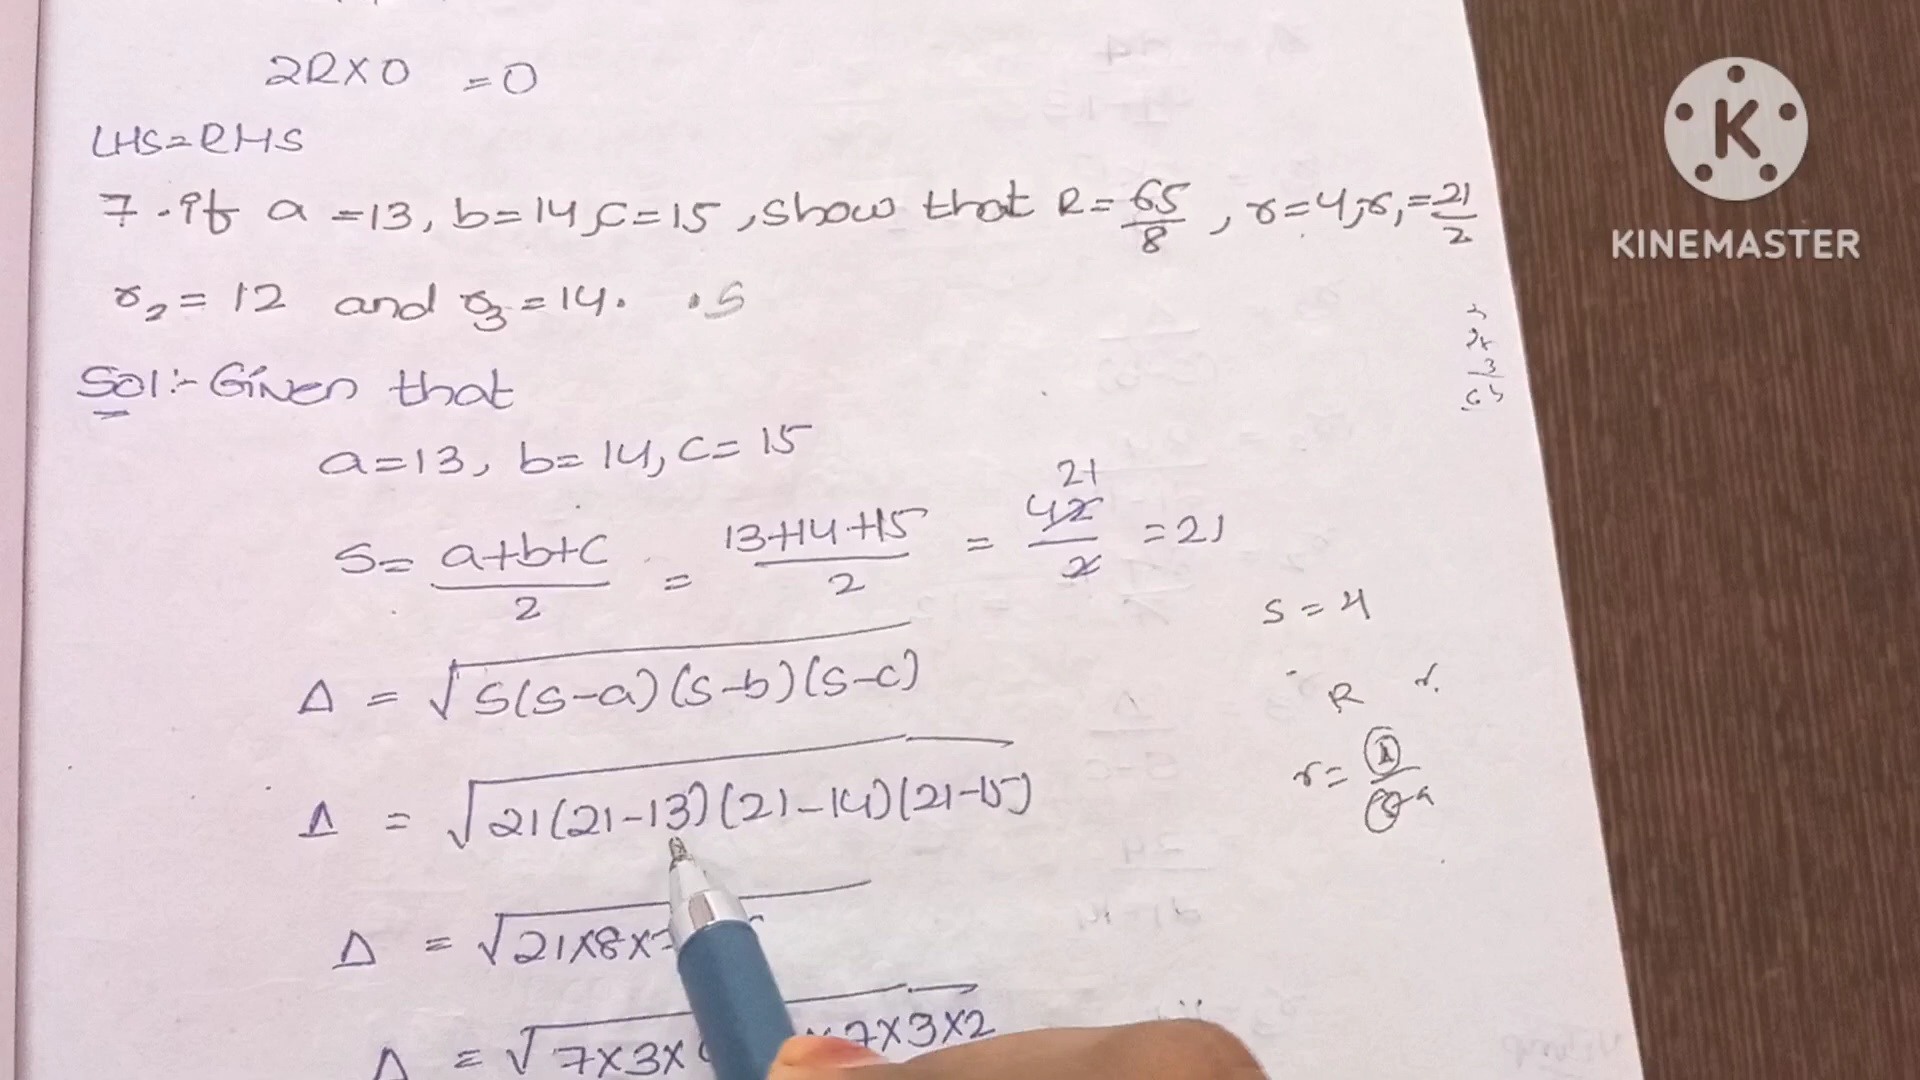 2R×0 = 0
LHS=RHS
7. If a =13, b=14, c=15, show that R= 65/8, r=4, r₁= 21/2
r₂ = 12 and r₃ = 14. .S
Sol:- Given that
a=13, b=14, c=15
S= a+b+c/2 = 13+14+15/2 = 42/2 = 21
21
S = 4
Δ = √S(S-a)(S-b)(S-c)
R r.
Δ = √21(21-13)(21-14)(21-15)
r=
Δ = √21×8×
Δ = √7×3× ×7×3×2
KINEMASTER